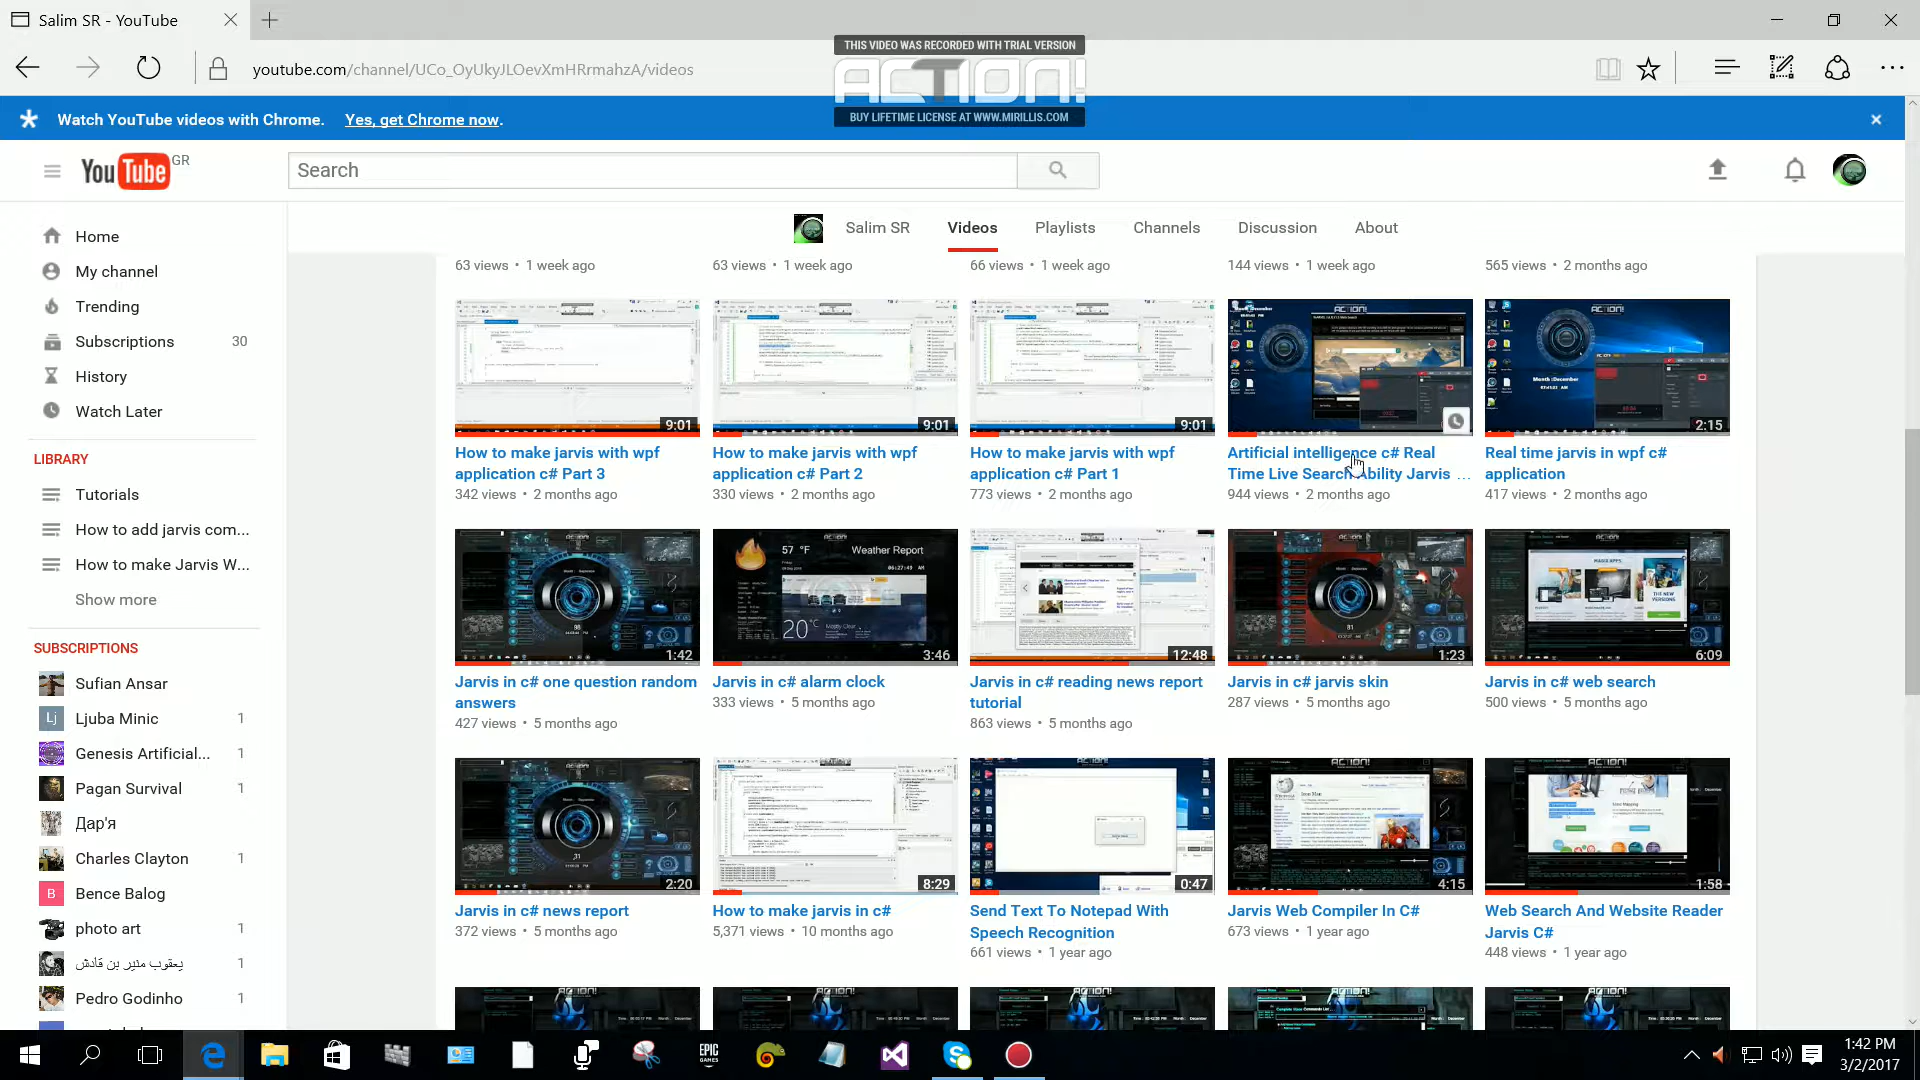 Salim SR - YouTube
THIS VIDEO WAS RECORDED WITH TRIAL VERSION
ACTION!
BUY LIFETIME LICENSE AT WWW.MIRILLIS.COM
youtube.com/channel/UCo_OyUkyJLOevXmHRrmahzA/videos
Watch YouTube videos with Chrome. Yes, get Chrome now.
YouTube GR
Search
Salim SR Videos Playlists Channels Discussion About
Home
My channel
Trending
Subscriptions 30
History
Watch Later
LIBRARY
Tutorials
How to add jarvis com...
How to make Jarvis W...
Show more
SUBSCRIPTIONS
Sufian Ansar
Lj Ljuba Minic 1
Genesis Artificial... 1
Pagan Survival 1
Дар'я
Charles Clayton 1
B Bence Balog
photo art 1
يعقوب منير بن قادش 1
Pedro Godinho 1
63 views • 1 week ago
63 views • 1 week ago
66 views • 1 week ago
144 views • 1 week ago
565 views • 2 months ago
9:01
How to make jarvis with wpf
application c# Part 3
342 views • 2 months ago
9:01
How to make jarvis with wpf
application c# Part 2
330 views • 2 months ago
9:01
How to make jarvis with wpf
application c# Part 1
773 views • 2 months ago
Artificial intelligence c# Real
Time Live Search Ability Jarvis ...
944 views • 2 months ago
2:15
Real time jarvis in wpf c#
application
417 views • 2 months ago
1:42
Jarvis in c# one question random
answers
427 views • 5 months ago
57 °F Weather Report
06:27:49 AM
20°C Mostly Clear
3:46
Jarvis in c# alarm clock
333 views • 5 months ago
12:48
Jarvis in c# reading news report
tutorial
863 views • 5 months ago
1:23
Jarvis in c# jarvis skin
287 views • 5 months ago
6:09
Jarvis in c# web search
500 views • 5 months ago
2:20
Jarvis in c# news report
372 views • 5 months ago
8:29
How to make jarvis in c#
5,371 views • 10 months ago
0:47
Send Text To Notepad With
Speech Recognition
661 views • 1 year ago
4:15
Jarvis Web Compiler In C#
673 views • 1 year ago
1:58
Web Search And Website Reader
Jarvis C#
448 views • 1 year ago
EPIC GAMES
1:42 PM
3/2/2017